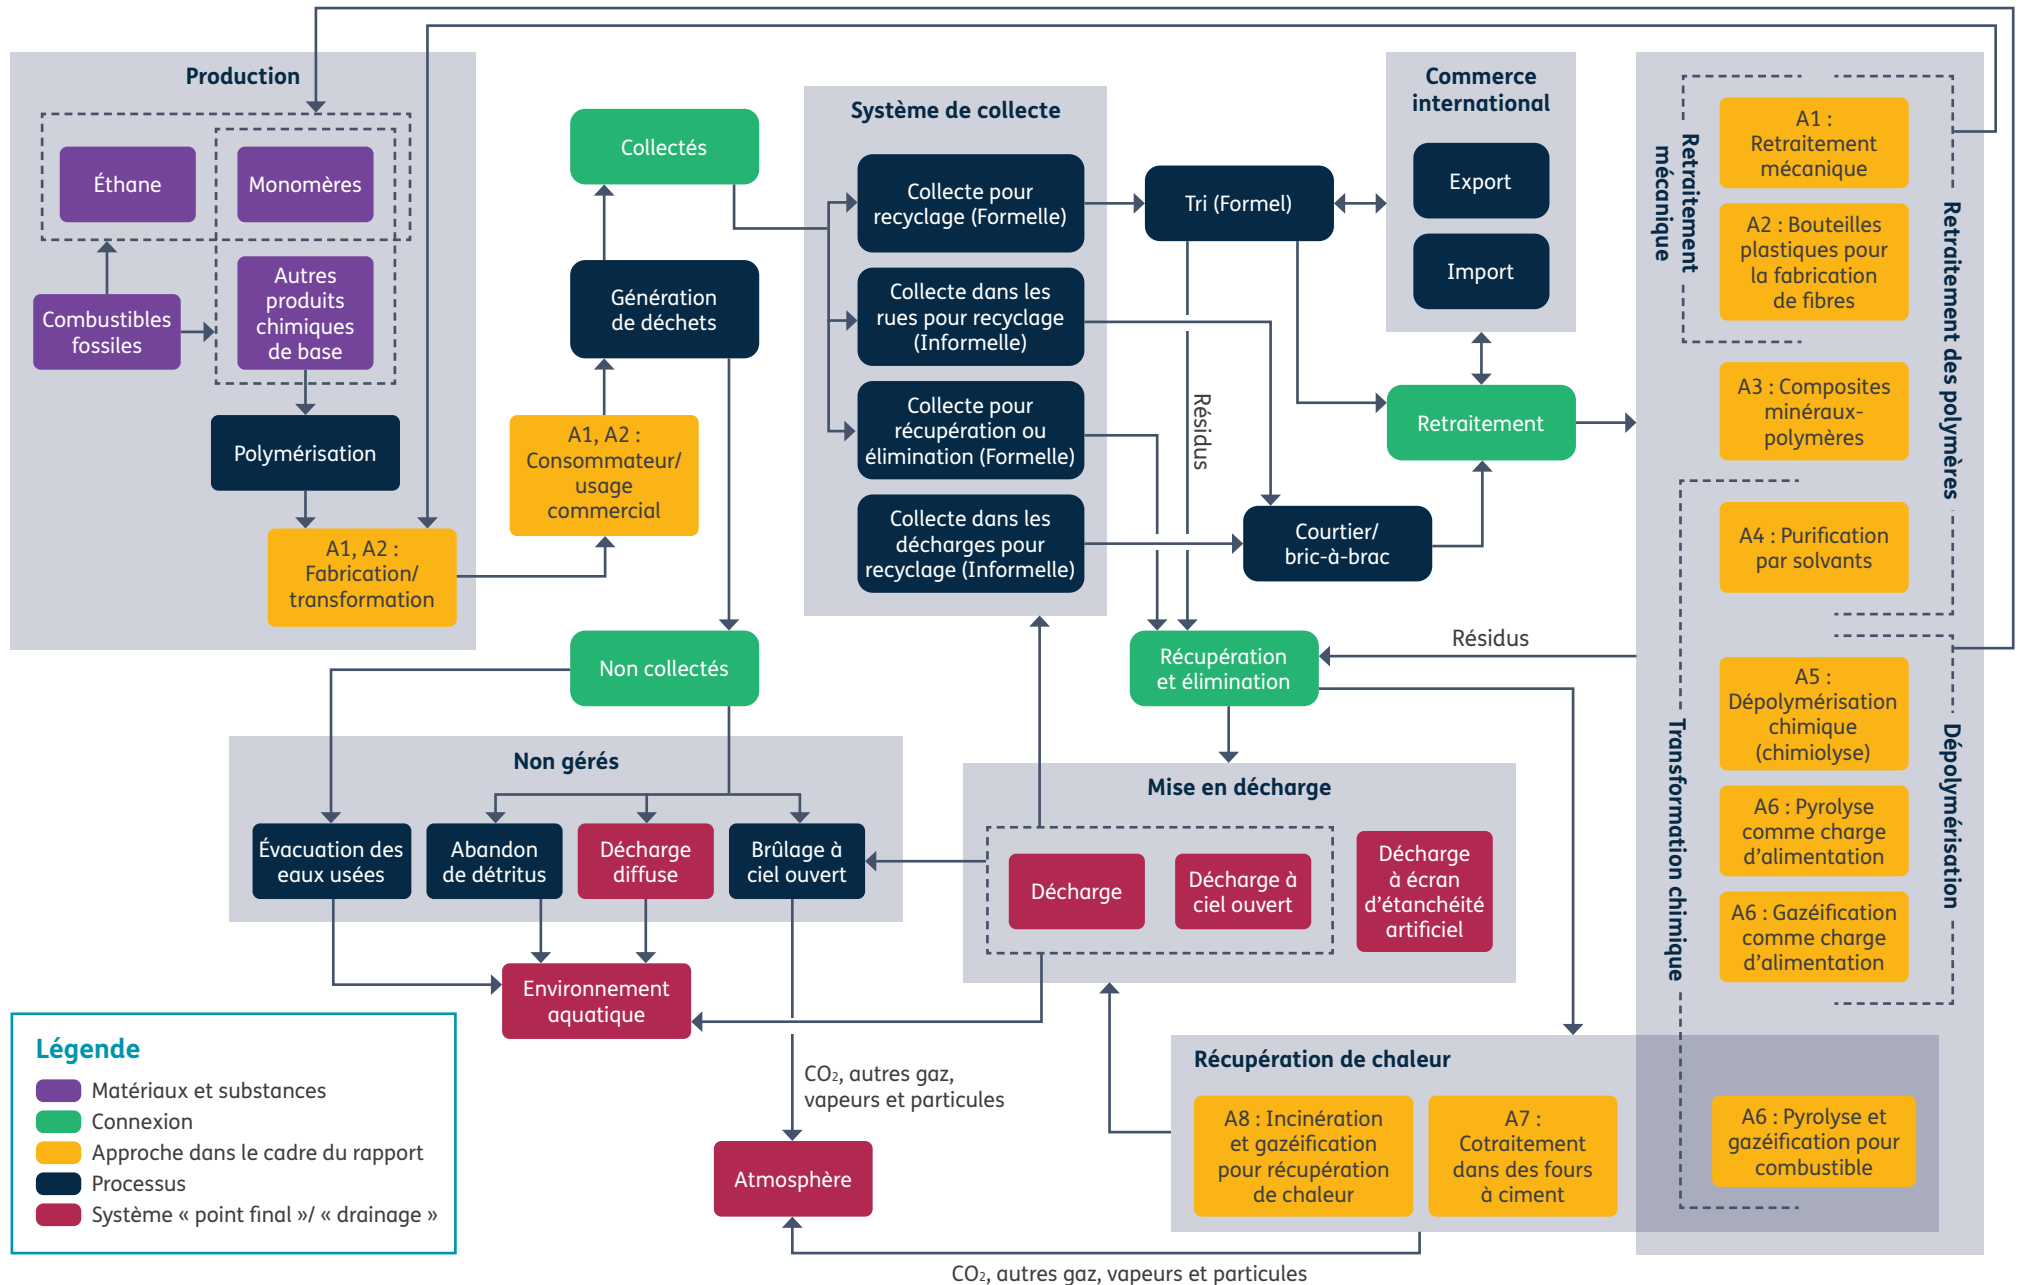 Production
Éthane
Monomères
Combustibles
fossiles
Autres
produits
chimiques
de base
Polymérisation
A1, A2 :
Fabrication/
transformation
Collectés
Génération
de déchets
A1, A2 :
Consommateur/
usage
commercial
Non collectés
Système de collecte
Collecte pour
recyclage (Formelle)
Collecte dans les
rues pour recyclage
(Informelle)
Collecte pour
récupération ou
élimination (Formelle)
Collecte dans les
décharges pour
recyclage (Informelle)
Tri (Formel)
Résidus
Courtier/
bric-à-brac
Commerce
international
Export
Import
Retraitement
Récupération
et élimination
Résidus
Retraitement
mécanique
A1 :
Retraitement
mécanique
A2 : Bouteilles
plastiques pour
la fabrication
de fibres
A3 : Composites
minéraux-
polymères
A4 : Purification
par solvants
Retraitement des polymères
A5 :
Dépolymérisation
chimique
(chimiolyse)
A6 : Pyrolyse
comme charge
d’alimentation
A6 : Gazéification
comme charge
d’alimentation
Dépolymérisation
Transformation chimique
A6 : Pyrolyse et
gazéification pour
combustible
Non gérés
Évacuation des
eaux usées
Abandon
de détritus
Décharge
diffuse
Brûlage à
ciel ouvert
Environnement
aquatique
Mise en décharge
Décharge
Décharge à
ciel ouvert
Décharge
à écran
d’étanchéité
artificiel
Récupération de chaleur
A8 : Incinération
et gazéification
pour récupération
de chaleur
A7 :
Cotraitement
dans des fours
à ciment
CO₂, autres gaz,
vapeurs et particules
Atmosphère
CO₂, autres gaz, vapeurs et particules
Légende
Matériaux et substances
Connexion
Approche dans le cadre du rapport
Processus
Système « point final »/ « drainage »